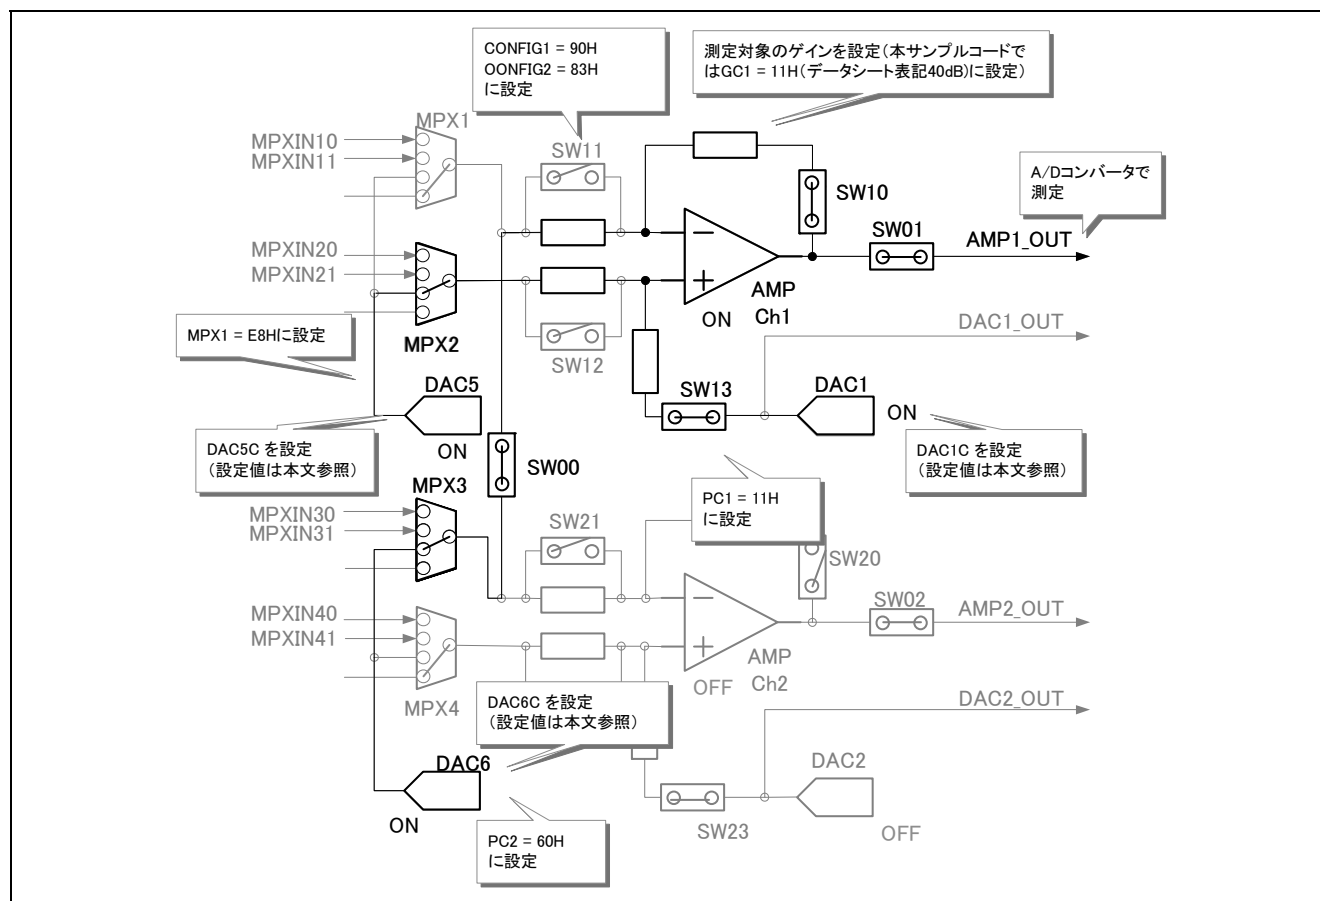 CONFIG1 = 90H
OONFIG2 = 83H
に設定
測定対象のゲインを設定(本サンプルコードで
はGC1 = 11H(データシート表記40dB)に設定)
MPX1
MPXIN10
MPXIN11
SW11
SW10
A/Dコンバータで
測定
SW01
AMP1_OUT
MPXIN20
MPXIN21
MPX2
AMP
Ch1
ON
SW12
DAC1_OUT
MPX1 = E8Hに設定
DAC5
ON
SW13
DAC1
ON
DAC5C を設定
(設定値は本文参照)
DAC1C を設定
(設定値は本文参照)
SW00
MPX3
MPXIN30
MPXIN31
SW21
PC1 = 11H
に設定
SW20
SW02
AMP2_OUT
MPXIN40
MPXIN41
MPX4
AMP
Ch2
OFF
DAC6C を設定
(設定値は本文参照)
DAC2_OUT
DAC6
ON
DAC2
OFF
SW23
PC2 = 60H
に設定